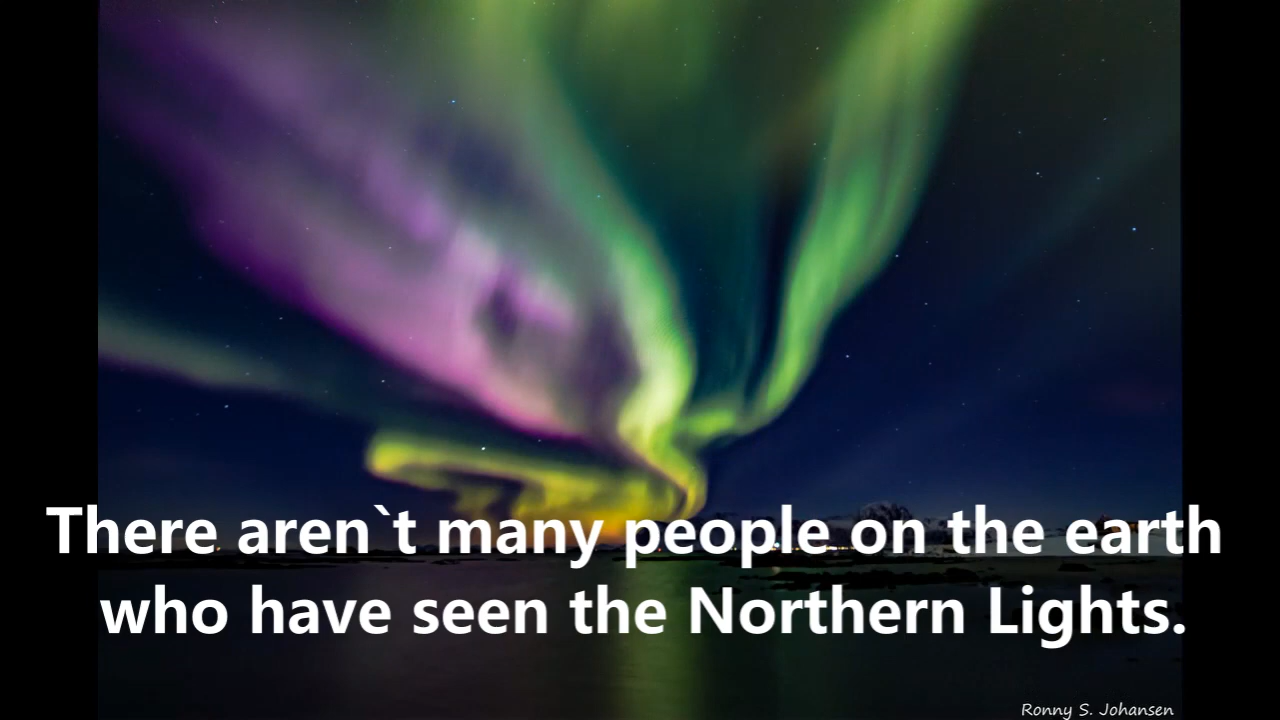 There aren`t many people on the earth
who have seen the Northern Lights.
Ronny S. Johansen